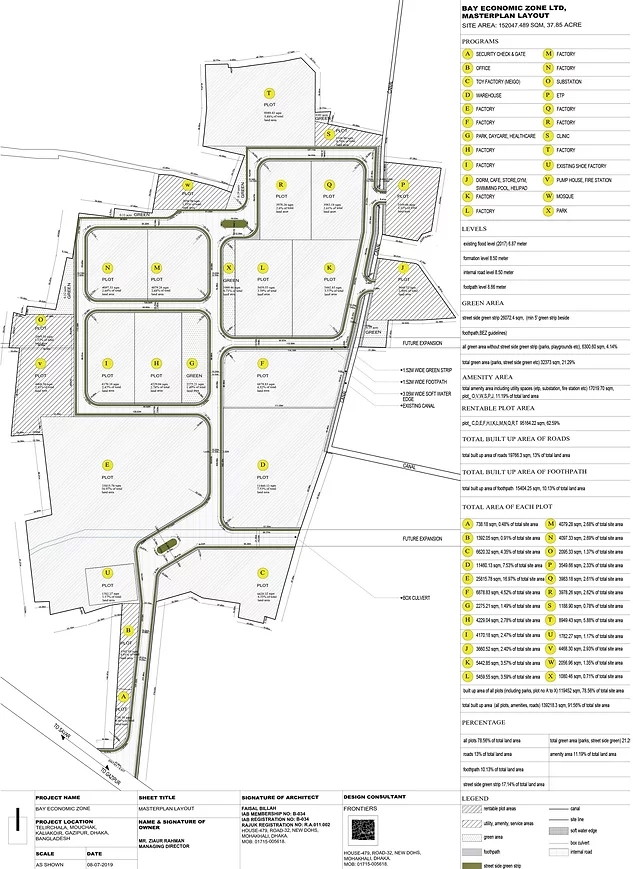 BAY ECONOMIC ZONE LTD,
MASTERPLAN LAYOUT
SITE AREA: 152047.489 SQM, 37.85 ACRE
PROGRAMS
A SECURITY CHECK & GATE
B OFFICE
C TOY FACTORY (MEIGO)
D WAREHOUSE
E FACTORY
F FACTORY
G PARK, DAYCARE, HEALTHCARE
H FACTORY
I FACTORY
J DORM, CAFE, STORE, GYM,
SWIMMING POOL, HELIPAD
K FACTORY
L FACTORY
M FACTORY
N FACTORY
O SUBSTATION
P ETP
Q FACTORY
R FACTORY
S CLINIC
T FACTORY
U EXISTING SHOE FACTORY
V PUMP HOUSE, FIRE STATION
W MOSQUE
X PARK
LEVELS
existing flood level (2017) 6.87 meter
formation level 8.50 meter
internal road level 8.50 meter
footpath level 8.66 meter
GREEN AREA
street side green strip 26072.4 sqm, (min 5' green strip beside
footpath,BEZ guidelines)
all green area without street side green strip (parks, playgrounds etc), 6300.60 sqm, 4.14%
total green area (parks, street side green etc) 32373 sqm, 21.29%
AMENITY AREA
total amenity area including utility spaces (etp, substation, fire station etc) 17019.70 sqm,
plot_ O,V,W,S,P,J, 11.19% of total land area
RENTABLE PLOT AREA
plot_ C,D,E,F,H,I,K,L,M,N,Q,R,T 95164.22 sqm, 62.59%
TOTAL BUILT UP AREA OF ROADS
total built up area of roads 19766.3 sqm, 13% of total land area
TOTAL BUILT UP AREA OF FOOTPATH
total built up area of footpath 15404.25 sqm, 10.13% of total land area
TOTAL AREA OF EACH PLOT
A 738.18 sqm, 0.48% of total site area
B 1392.05 sqm, 0.91% of total site area
C 6620.32 sqm, 4.35% of total site area
D 11460.13 sqm, 7.53% of total site area
E 25815.78 sqm, 16.97% of total site area
F 6878.83 sqm, 4.52% of total site area
G 2275.21 sqm, 1.49% of total site area
H 4229.04 sqm, 2.78% of total site area
I 4170.18 sqm, 2.47% of total site area
J 3660.52 sqm, 2.40% of total site area
K 5442.85 sqm, 3.57% of total site area
L 5459.55 sqm, 3.59% of total site area
M 4079.28 sqm, 2.68% of total site area
N 4097.33 sqm, 2.69% of total site area
O 2095.33 sqm, 1.37% of total site area
P 3549.86 sqm, 2.33% of total site area
Q 3983.18 sqm, 2.61% of total site area
R 3978.26 sqm, 2.62% of total site area
S 1188.90 sqm, 0.78% of total site area
T 8949.43 sqm, 5.88% of total site area
U 1782.27 sqm, 1.17% of total site area
V 4468.30 sqm, 2.93% of total site area
W 2056.96 sqm, 1.35% of total site area
X 1080.46 sqm, 0.71% of total site area
built up area of all plots (including parks, plot no A to X) 119452 sqm, 78.56% of total site area
total built up area (all plots, amenities, roads) 139218.3 sqm, 91.56% of total site area
PERCENTAGE
all plots 78.56% of total land area
total green area (parks, street side green) 21.2
roads 13% of total land area
amenity area 11.19% of total land area
footpath 10.13% of total land area
street side green strip 17.14% of total land area
LEGEND
rentable plot areas
utility, amenity, service areas
green area
footpath
street side green strip
canal
site line
soft water edge
box culvert
internal road
T
PLOT
S
PLOT
GREEN
W
PLOT
GREEN
R
PLOT
Q
PLOT
P
PLOT
GREEN
N
PLOT
M
PLOT
X
GREEN
L
PLOT
K
PLOT
J
PLOT
GREEN
O
PLOT
V
PLOT
I
PLOT
H
PLOT
G
GREEN
F
PLOT
E
PLOT
D
PLOT
U
PLOT
C
PLOT
B
PLOT
A
PLOT
CANAL
CANAL
CANAL
CANAL
FUTURE EXPANSION
1.52M WIDE GREEN STRIP
1.52M WIDE FOOTPATH
3.05M WIDE SOFT WATER
EDGE
EXISTING CANAL
FUTURE EXPANSION
BOX CULVERT
TO SAVAR
TO GAZIPUR
PROJECT NAME
BAY ECONOMIC ZONE
PROJECT LOCATION
TELIRCHALA, MOUCHAK,
KALIAKOIR, GAZIPUR, DHAKA,
BANGLADESH
SCALE
AS SHOWN
DATE
08-07-2019
SHEET TITLE
MASTERPLAN LAYOUT
NAME & SIGNATURE OF
OWNER
MR. ZIAUR RAHMAN
MANAGING DIRECTOR
SIGNATURE OF ARCHITECT
FAISAL BILLAH
IAB MEMBERSHIP NO: B-034
IAB REGISTRATION NO: B-034
RAJUK REGISTRATION NO: R.A.011.002
HOUSE-479, ROAD-32, NEW DOHS,
MOHAKHALI, DHAKA.
MOB: 01715-005618.
DESIGN CONSULTANT
FRONTIERS
HOUSE-479, ROAD-32, NEW DOHS,
MOHAKHALI, DHAKA.
MOB: 01715-005618.